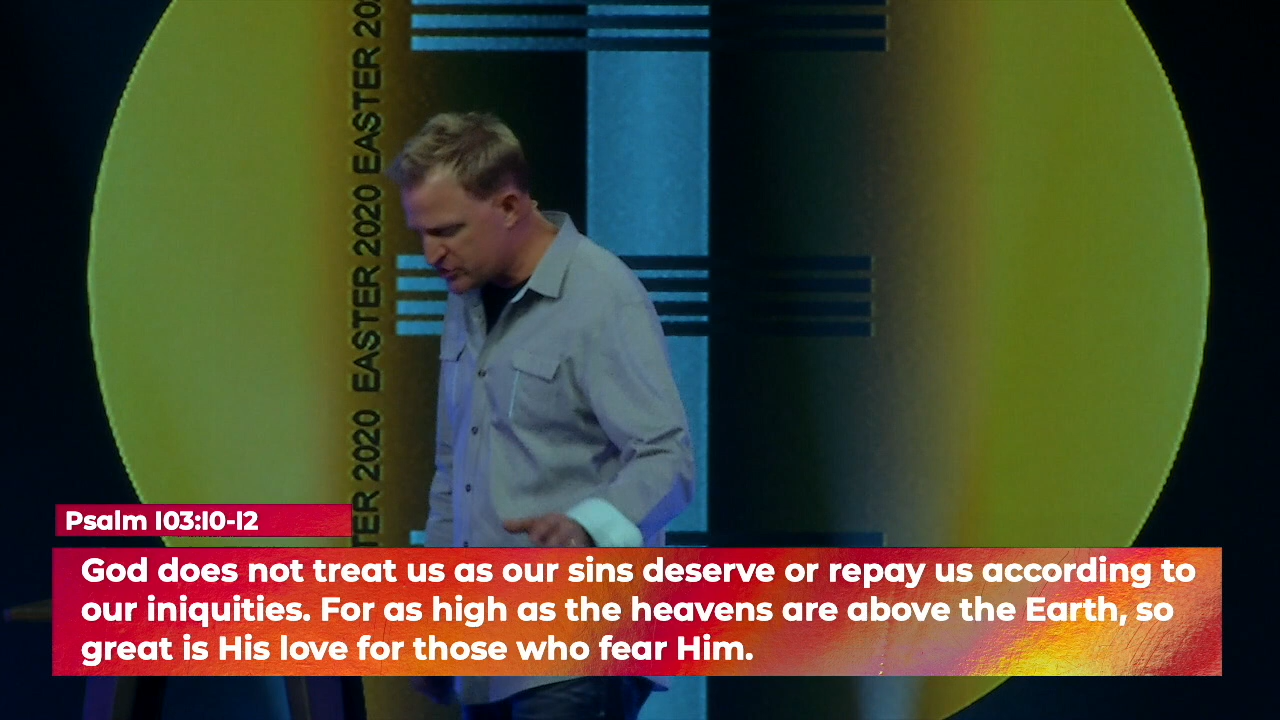 EASTER 2020 EASTER 2020 EASTER 20
Psalm 103:10-12
God does not treat us as our sins deserve or repay us according to
our iniquities. For as high as the heavens are above the Earth, so
great is His love for those who fear Him.